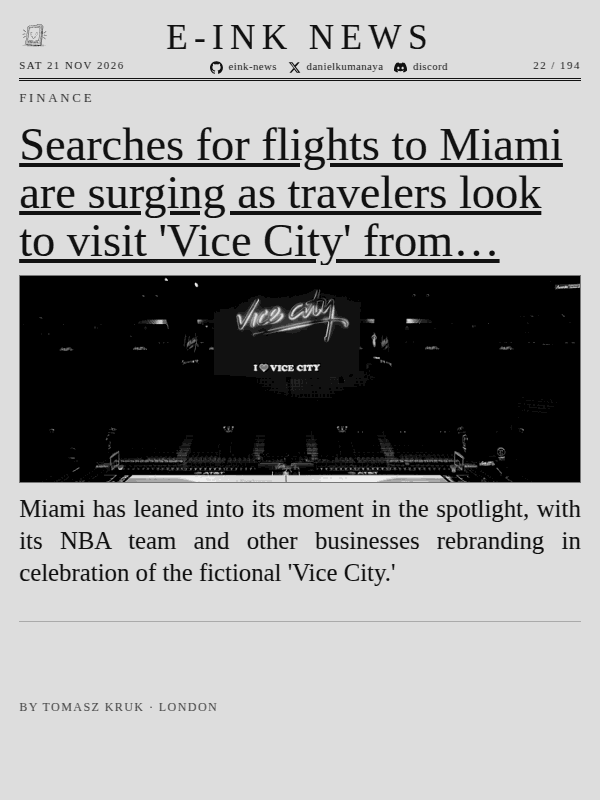 E-INK NEWS
SAT 21 NOV 2026
eink-news danielkumanaya discord
22 / 194
FINANCE
Searches for flights to Miami
are surging as travelers look
to visit 'Vice City' from…
Vice City
I ♥ VICE CITY
Miami has leaned into its moment in the spotlight, with
its NBA team and other businesses rebranding in
celebration of the fictional 'Vice City.'
BY TOMASZ KRUK · LONDON